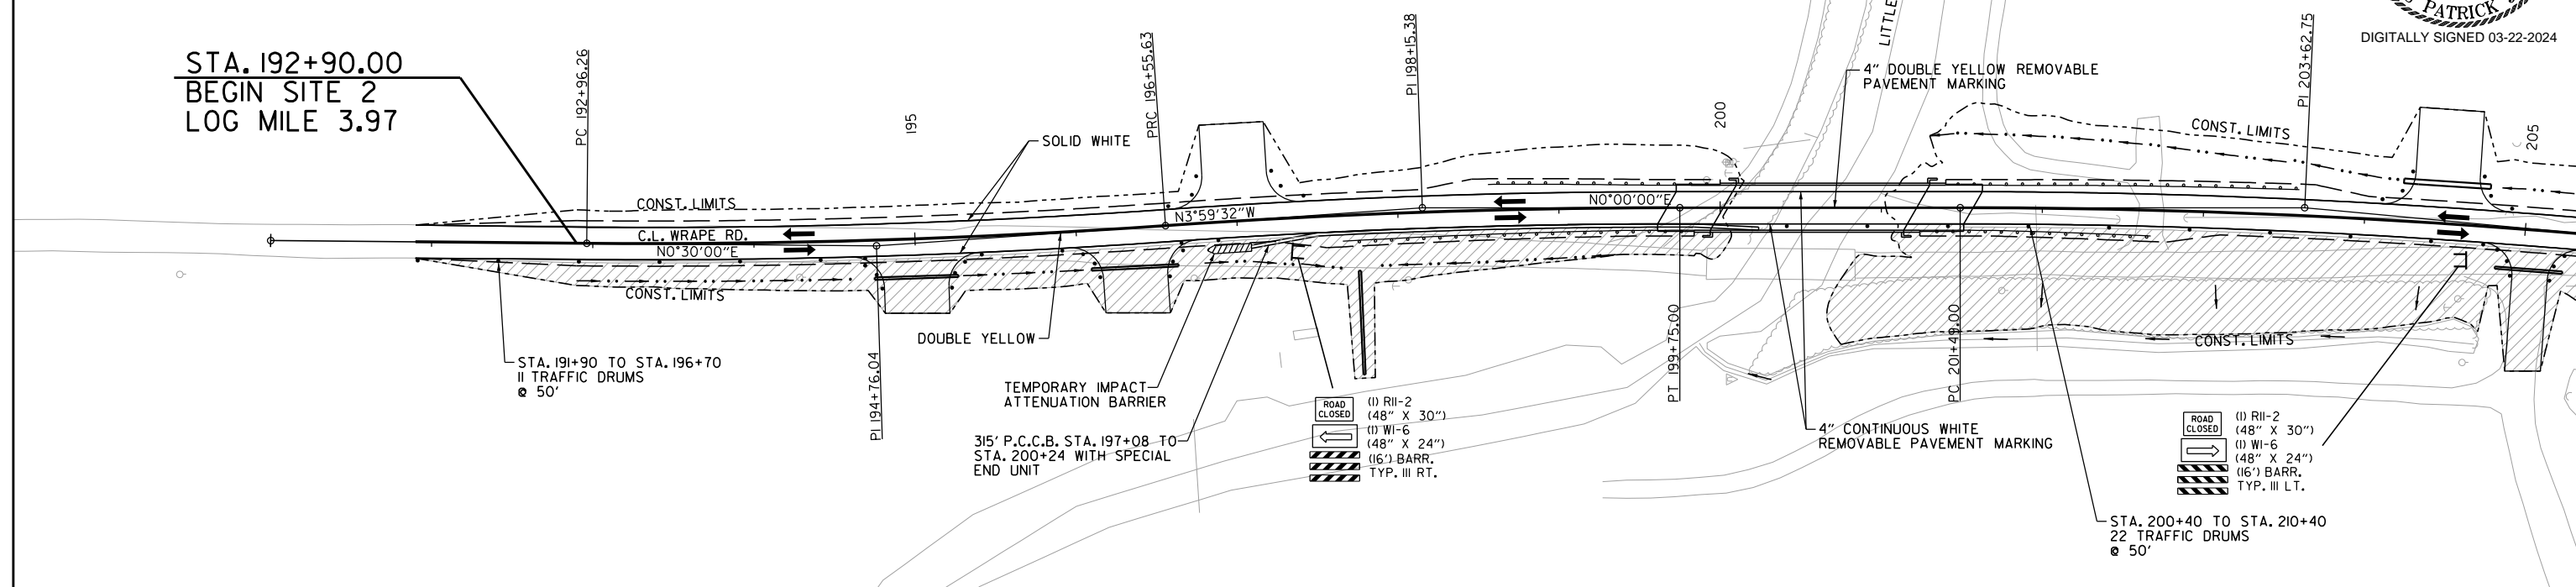 STA. 192+90.00
BEGIN SITE 2
LOG MILE 3.97
PC 192+96.26
195
PRC 196+55.63
PI 198+15.38
200
LITTLE
PI 203+62.75
205
PATRICK
DIGITALLY SIGNED 03-22-2024
4" DOUBLE YELLOW REMOVABLE
PAVEMENT MARKING
SOLID WHITE
CONST. LIMITS
CONST. LIMITS
C.L. WRAPE RD.
N0°30'00"E
N3°59'32"W
N0°00'00"E
CONST. LIMITS
CONST. LIMITS
DOUBLE YELLOW
STA. 191+90 TO STA. 196+70
11 TRAFFIC DRUMS
@ 50'
PI 194+76.04
TEMPORARY IMPACT
ATTENUATION BARRIER
315' P.C.C.B. STA. 197+08 TO
STA. 200+24 WITH SPECIAL
END UNIT
ROAD
CLOSED
(1) R11-2
(48" X 30")
(1) W1-6
(48" X 24")
(16') BARR.
TYP. III RT.
PT 199+75.00
PC 201+49.00
4" CONTINUOUS WHITE
REMOVABLE PAVEMENT MARKING
ROAD
CLOSED
(1) R11-2
(48" X 30")
(1) W1-6
(48" X 24")
(16') BARR.
TYP. III LT.
STA. 200+40 TO STA. 210+40
22 TRAFFIC DRUMS
@ 50'